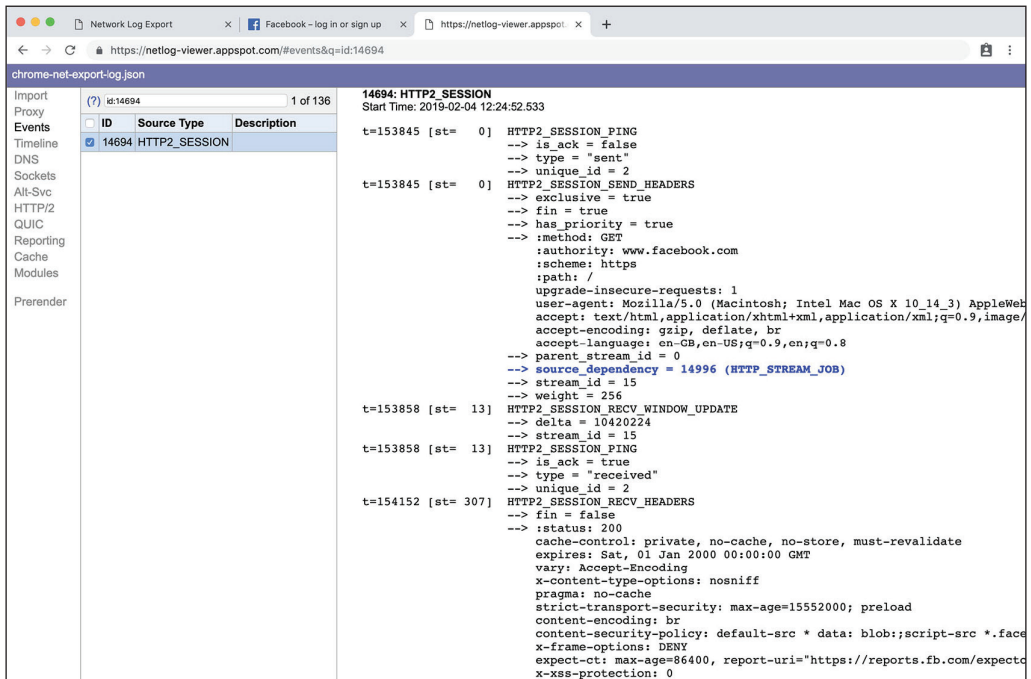 Network Log Export
Facebook – log in or sign up
https://netlog-viewer.appspot.
https://netlog-viewer.appspot.com/#events&q=id:14694
chrome-net-export-log.json
Import
Proxy
Events
Timeline
DNS
Sockets
Alt-Svc
HTTP/2
QUIC
Reporting
Cache
Modules
Prerender
(?) id:14694 1 of 136
ID Source Type Description
14694 HTTP2_SESSION
14694: HTTP2_SESSION
Start Time: 2019-02-04 12:24:52.533
t=153845 [st= 0] HTTP2_SESSION_PING
--> is_ack = false
--> type = "sent"
--> unique_id = 2
t=153845 [st= 0] HTTP2_SESSION_SEND_HEADERS
--> exclusive = true
--> fin = true
--> has_priority = true
--> :method: GET
:authority: www.facebook.com
:scheme: https
:path: /
upgrade-insecure-requests: 1
user-agent: Mozilla/5.0 (Macintosh; Intel Mac OS X 10_14_3) AppleWeb
accept: text/html,application/xhtml+xml,application/xml;q=0.9,image/
accept-encoding: gzip, deflate, br
accept-language: en-GB,en-US;q=0.9,en;q=0.8
--> parent_stream_id = 0
--> source_dependency = 14996 (HTTP_STREAM_JOB)
--> stream_id = 15
--> weight = 256
t=153858 [st= 13] HTTP2_SESSION_RECV_WINDOW_UPDATE
--> delta = 10420224
--> stream_id = 15
t=153858 [st= 13] HTTP2_SESSION_PING
--> is_ack = true
--> type = "received"
--> unique_id = 2
t=154152 [st= 307] HTTP2_SESSION_RECV_HEADERS
--> fin = false
--> :status: 200
cache-control: private, no-cache, no-store, must-revalidate
expires: Sat, 01 Jan 2000 00:00:00 GMT
vary: Accept-Encoding
x-content-type-options: nosniff
pragma: no-cache
strict-transport-security: max-age=15552000; preload
content-encoding: br
content-security-policy: default-src * data: blob:;script-src *.face
x-frame-options: DENY
expect-ct: max-age=86400, report-uri="https://reports.fb.com/expectc
x-xss-protection: 0